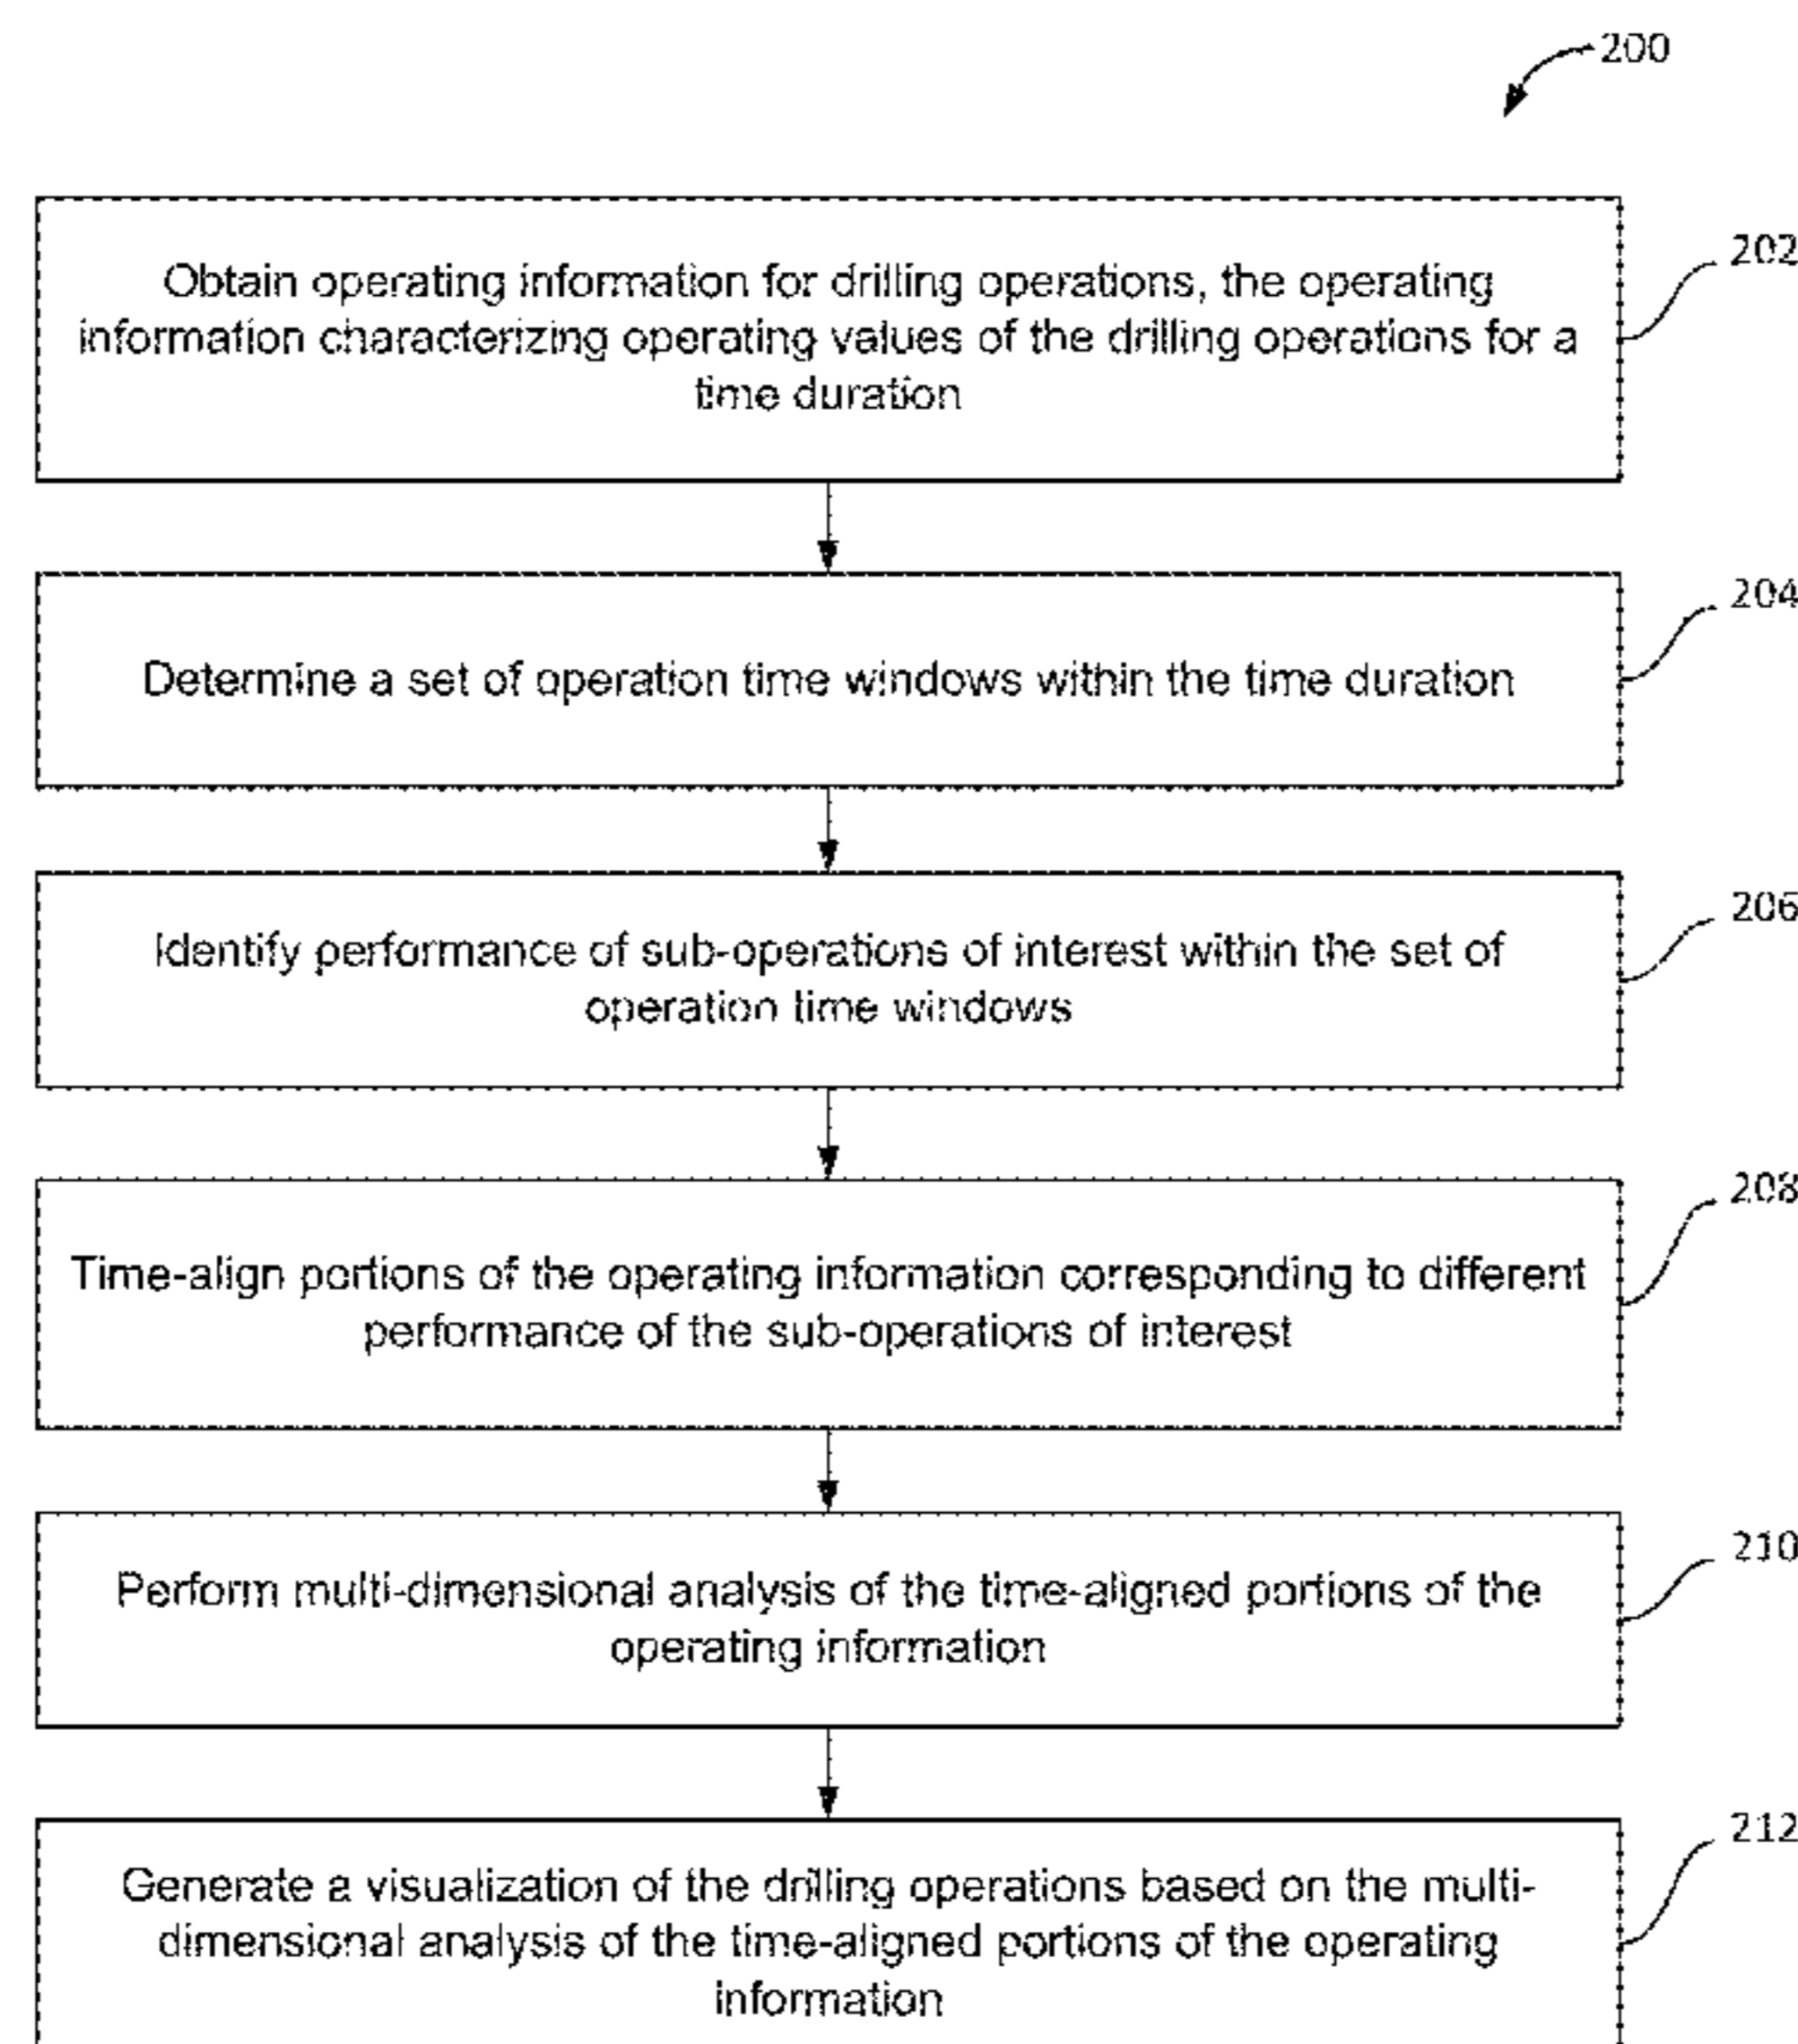 200
Obtain operating information for drilling operations, the operating
information characterizing operating values of the drilling operations for a
time duration
202
Determine a set of operation time windows within the time duration
204
Identify performance of sub-operations of interest within the set of
operation time windows
206
Time-align portions of the operating information corresponding to different
performance of the sub-operations of interest
208
Perform multi-dimensional analysis of the time-aligned portions of the
operating information
210
Generate a visualization of the drilling operations based on the multi-
dimensional analysis of the time-aligned portions of the operating
information
212